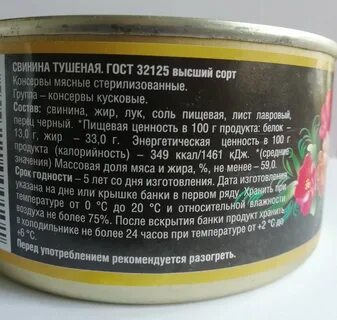 СВИНИНА ТУШЕНАЯ. ГОСТ 32125 высший сорт
Консервы мясные стерилизованные.
Группа – консервы кусковые.
Состав: свинина, жир, лук, соль пищевая, лист лавровый,
перец черный. *Пищевая ценность в 100 г продукта: белок –
13,0 г, жир – 33,0 г. Энергетическая ценность в 100 г
продукта (калорийность) – 349 ккал/1461 кДж. *(средние
значения) Массовая доля мяса и жира, %, не менее – 59,0.
Срок годности – 5 лет со дня изготовления. Дата изготовления
указана на дне или крышке банки в первом ряду. Хранить при
температуре от 0 °С до 20 °С и относительной влажности
воздуха не более 75%. После вскрытия банки продукт хранить
в холодильнике не более 24 часов при температуре от +2 °С до
+6 °С.
Перед употреблением рекомендуется разогреть.